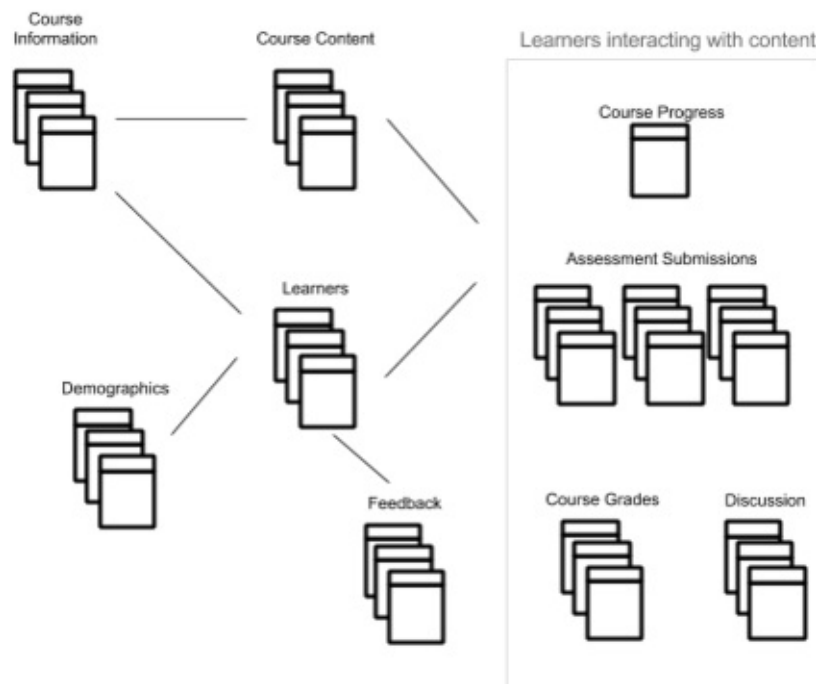 Course
Information
Course Content
Learners interacting with content
Course Progress
Assessment Submissions
Learners
Demographics
Feedback
Course Grades
Discussion